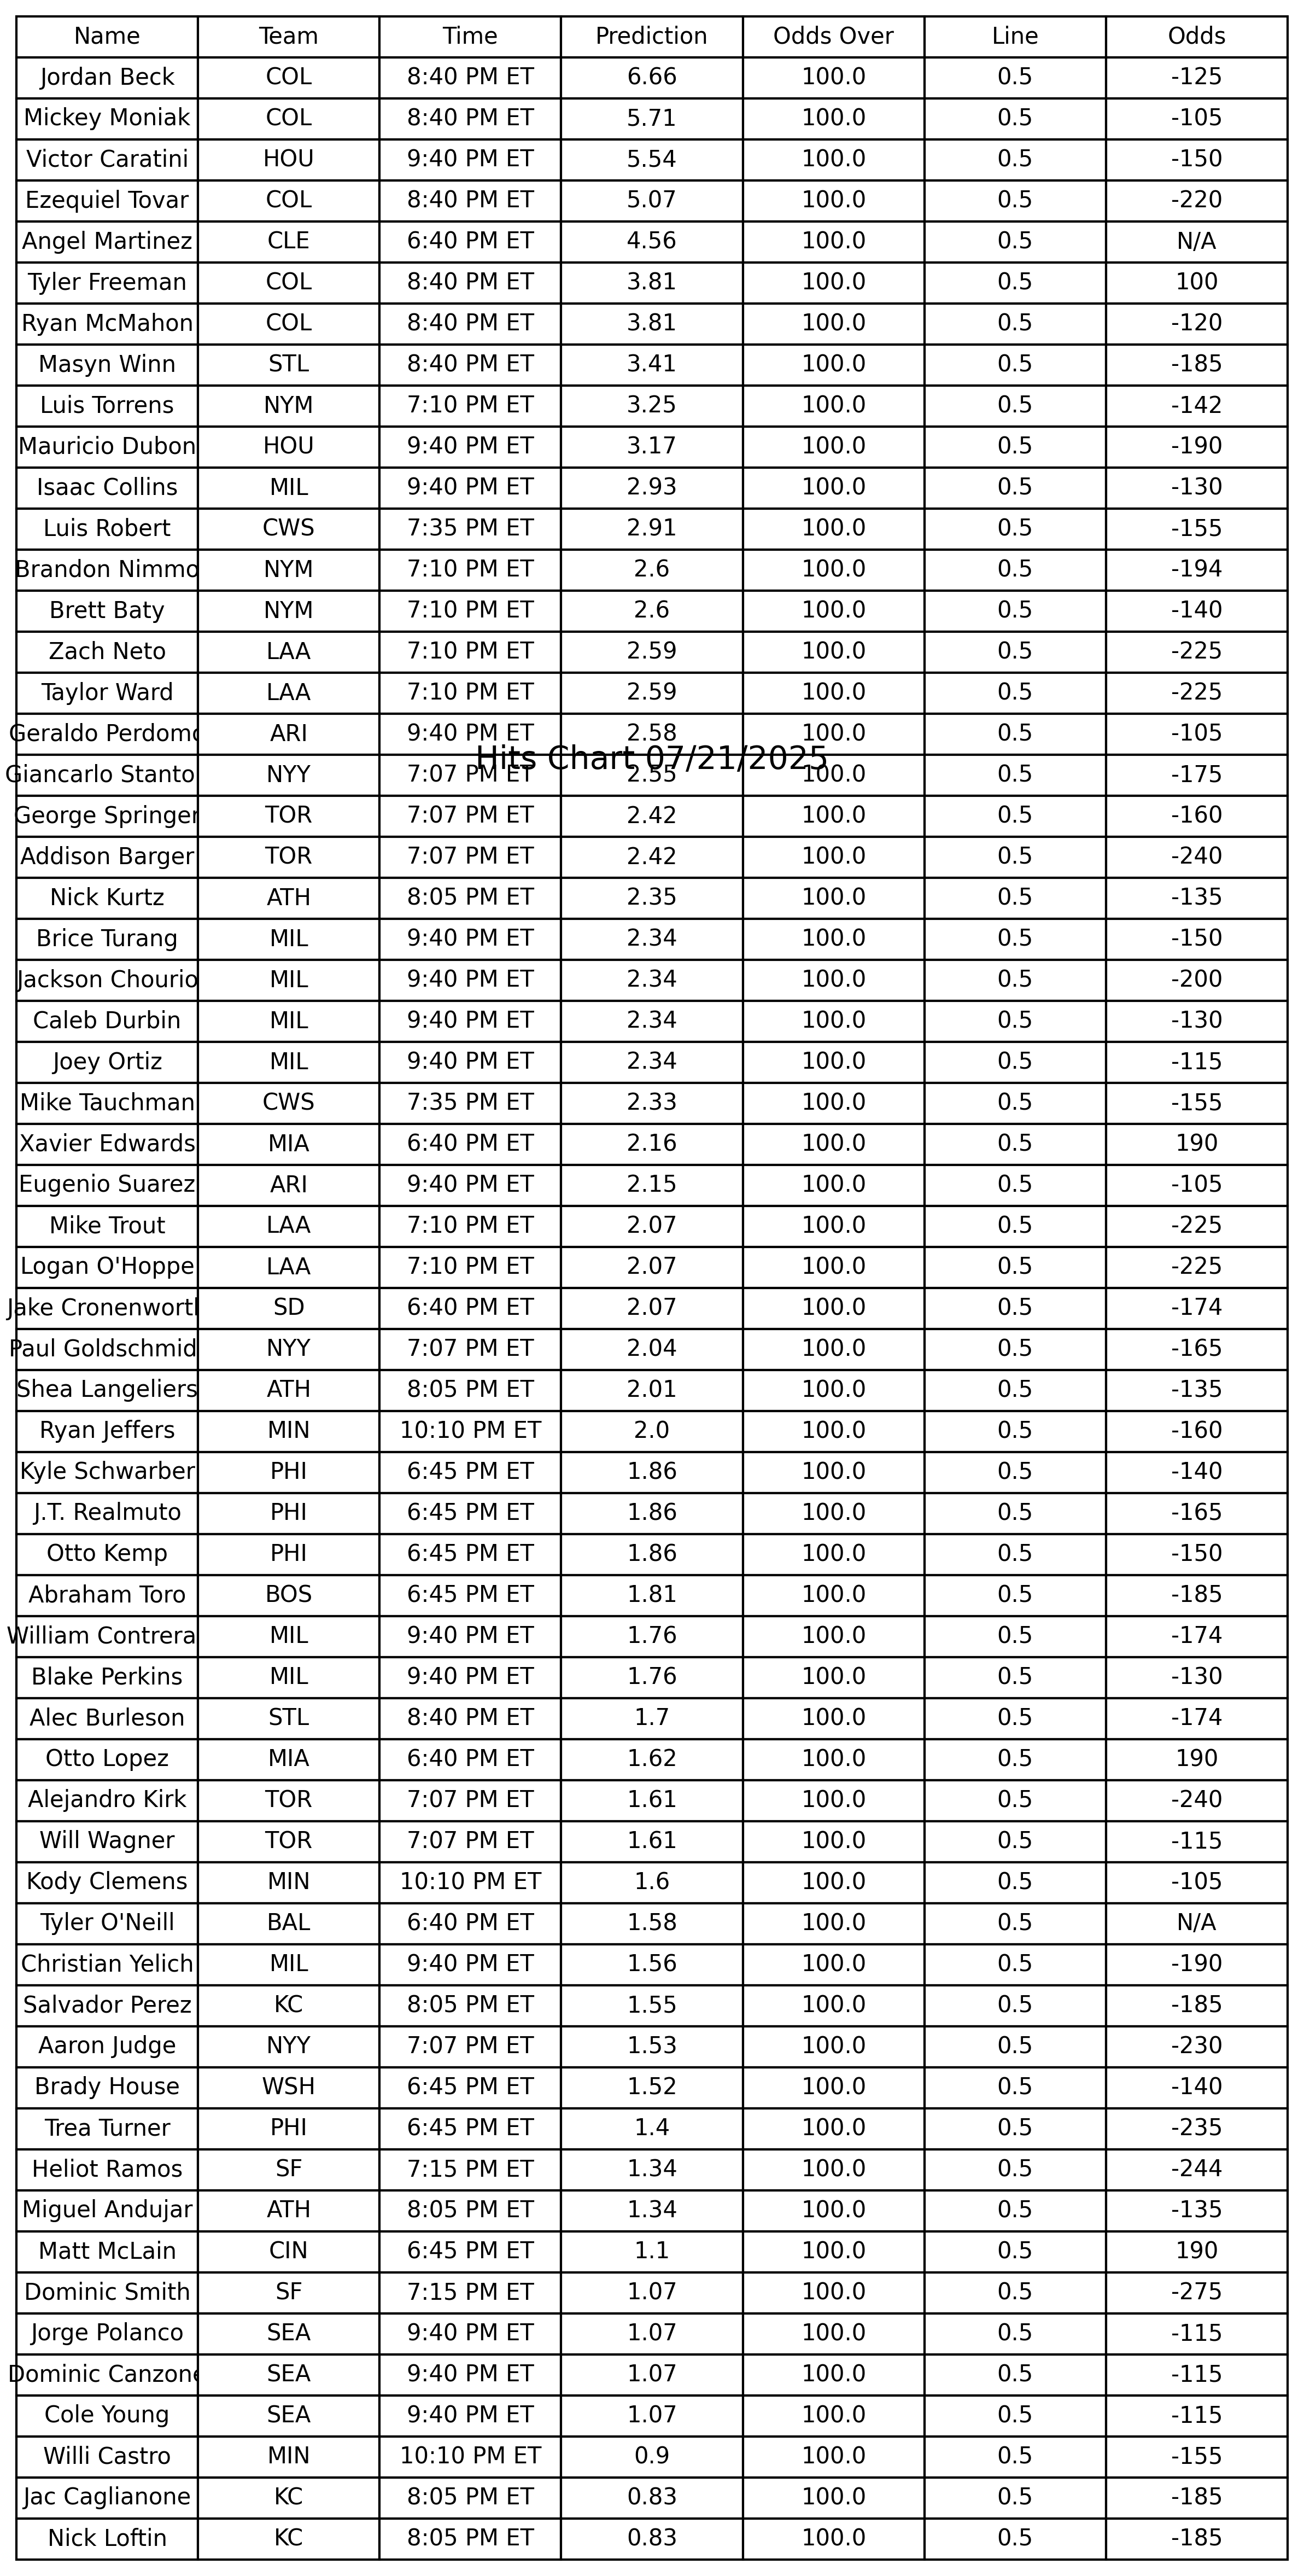 Name Team Time Prediction Odds Over Line Odds
Jordan Beck COL 8:40 PM ET 6.66 100.0 0.5 -125
Mickey Moniak COL 8:40 PM ET 5.71 100.0 0.5 -105
Victor Caratini HOU 9:40 PM ET 5.54 100.0 0.5 -150
Ezequiel Tovar COL 8:40 PM ET 5.07 100.0 0.5 -220
Angel Martinez CLE 6:40 PM ET 4.56 100.0 0.5 N/A
Tyler Freeman COL 8:40 PM ET 3.81 100.0 0.5 100
Ryan McMahon COL 8:40 PM ET 3.81 100.0 0.5 -120
Masyn Winn STL 8:40 PM ET 3.41 100.0 0.5 -185
Luis Torrens NYM 7:10 PM ET 3.25 100.0 0.5 -142
Mauricio Dubon HOU 9:40 PM ET 3.17 100.0 0.5 -190
Isaac Collins MIL 9:40 PM ET 2.93 100.0 0.5 -130
Luis Robert CWS 7:35 PM ET 2.91 100.0 0.5 -155
Brandon Nimmo NYM 7:10 PM ET 2.6 100.0 0.5 -194
Brett Baty NYM 7:10 PM ET 2.6 100.0 0.5 -140
Zach Neto LAA 7:10 PM ET 2.59 100.0 0.5 -225
Taylor Ward LAA 7:10 PM ET 2.59 100.0 0.5 -225
Geraldo Perdomo ARI 9:40 PM ET 2.58 100.0 0.5 -105
Hits Chart 07/21/2025
Giancarlo Stanto NYY 7:07 PM ET 2.55 100.0 0.5 -175
George Springer TOR 7:07 PM ET 2.42 100.0 0.5 -160
Addison Barger TOR 7:07 PM ET 2.42 100.0 0.5 -240
Nick Kurtz ATH 8:05 PM ET 2.35 100.0 0.5 -135
Brice Turang MIL 9:40 PM ET 2.34 100.0 0.5 -150
Jackson Chourio MIL 9:40 PM ET 2.34 100.0 0.5 -200
Caleb Durbin MIL 9:40 PM ET 2.34 100.0 0.5 -130
Joey Ortiz MIL 9:40 PM ET 2.34 100.0 0.5 -115
Mike Tauchman CWS 7:35 PM ET 2.33 100.0 0.5 -155
Xavier Edwards MIA 6:40 PM ET 2.16 100.0 0.5 190
Eugenio Suarez ARI 9:40 PM ET 2.15 100.0 0.5 -105
Mike Trout LAA 7:10 PM ET 2.07 100.0 0.5 -225
Logan O'Hoppe LAA 7:10 PM ET 2.07 100.0 0.5 -225
Jake Cronenworth SD 6:40 PM ET 2.07 100.0 0.5 -174
Paul Goldschmid NYY 7:07 PM ET 2.04 100.0 0.5 -165
Shea Langeliers ATH 8:05 PM ET 2.01 100.0 0.5 -135
Ryan Jeffers MIN 10:10 PM ET 2.0 100.0 0.5 -160
Kyle Schwarber PHI 6:45 PM ET 1.86 100.0 0.5 -140
J.T. Realmuto PHI 6:45 PM ET 1.86 100.0 0.5 -165
Otto Kemp PHI 6:45 PM ET 1.86 100.0 0.5 -150
Abraham Toro BOS 6:45 PM ET 1.81 100.0 0.5 -185
William Contrera MIL 9:40 PM ET 1.76 100.0 0.5 -174
Blake Perkins MIL 9:40 PM ET 1.76 100.0 0.5 -130
Alec Burleson STL 8:40 PM ET 1.7 100.0 0.5 -174
Otto Lopez MIA 6:40 PM ET 1.62 100.0 0.5 190
Alejandro Kirk TOR 7:07 PM ET 1.61 100.0 0.5 -240
Will Wagner TOR 7:07 PM ET 1.61 100.0 0.5 -115
Kody Clemens MIN 10:10 PM ET 1.6 100.0 0.5 -105
Tyler O'Neill BAL 6:40 PM ET 1.58 100.0 0.5 N/A
Christian Yelich MIL 9:40 PM ET 1.56 100.0 0.5 -190
Salvador Perez KC 8:05 PM ET 1.55 100.0 0.5 -185
Aaron Judge NYY 7:07 PM ET 1.53 100.0 0.5 -230
Brady House WSH 6:45 PM ET 1.52 100.0 0.5 -140
Trea Turner PHI 6:45 PM ET 1.4 100.0 0.5 -235
Heliot Ramos SF 7:15 PM ET 1.34 100.0 0.5 -244
Miguel Andujar ATH 8:05 PM ET 1.34 100.0 0.5 -135
Matt McLain CIN 6:45 PM ET 1.1 100.0 0.5 190
Dominic Smith SF 7:15 PM ET 1.07 100.0 0.5 -275
Jorge Polanco SEA 9:40 PM ET 1.07 100.0 0.5 -115
Dominic Canzone SEA 9:40 PM ET 1.07 100.0 0.5 -115
Cole Young SEA 9:40 PM ET 1.07 100.0 0.5 -115
Willi Castro MIN 10:10 PM ET 0.9 100.0 0.5 -155
Jac Caglianone KC 8:05 PM ET 0.83 100.0 0.5 -185
Nick Loftin KC 8:05 PM ET 0.83 100.0 0.5 -185